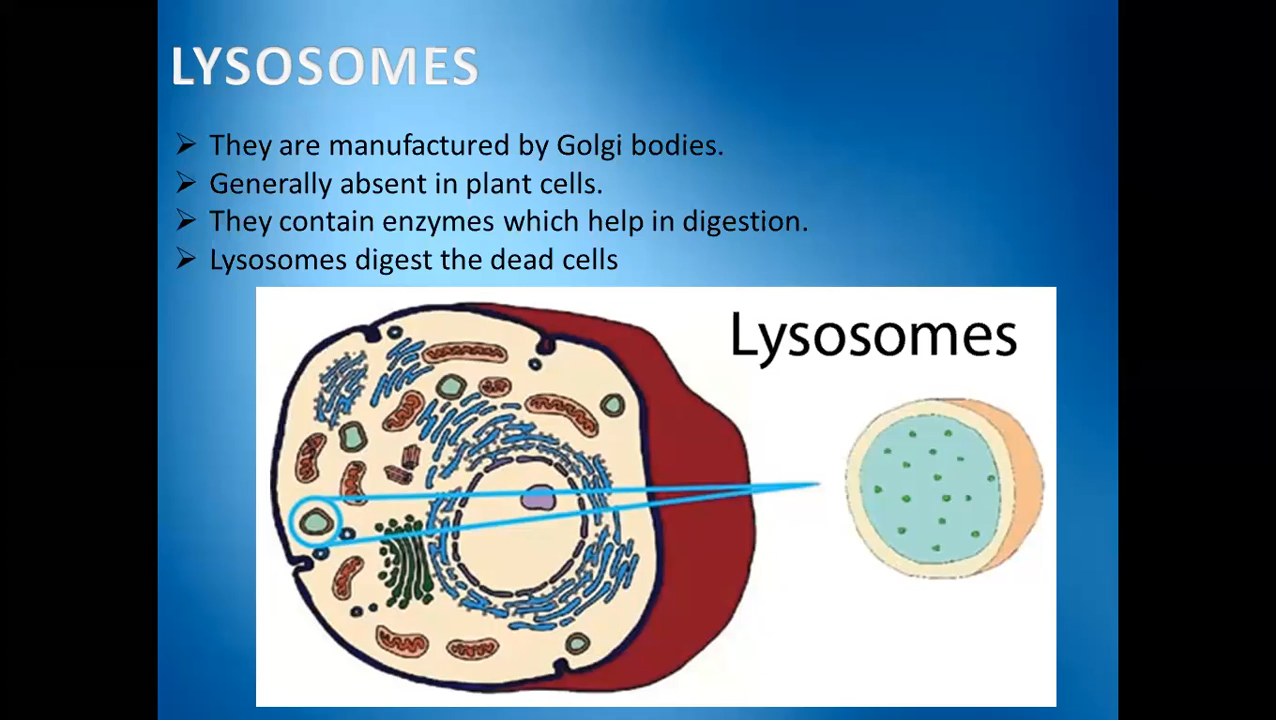 LYSOSOMES
➢ They are manufactured by Golgi bodies.
➢ Generally absent in plant cells.
➢ They contain enzymes which help in digestion.
➢ Lysosomes digest the dead cells
Lysosomes